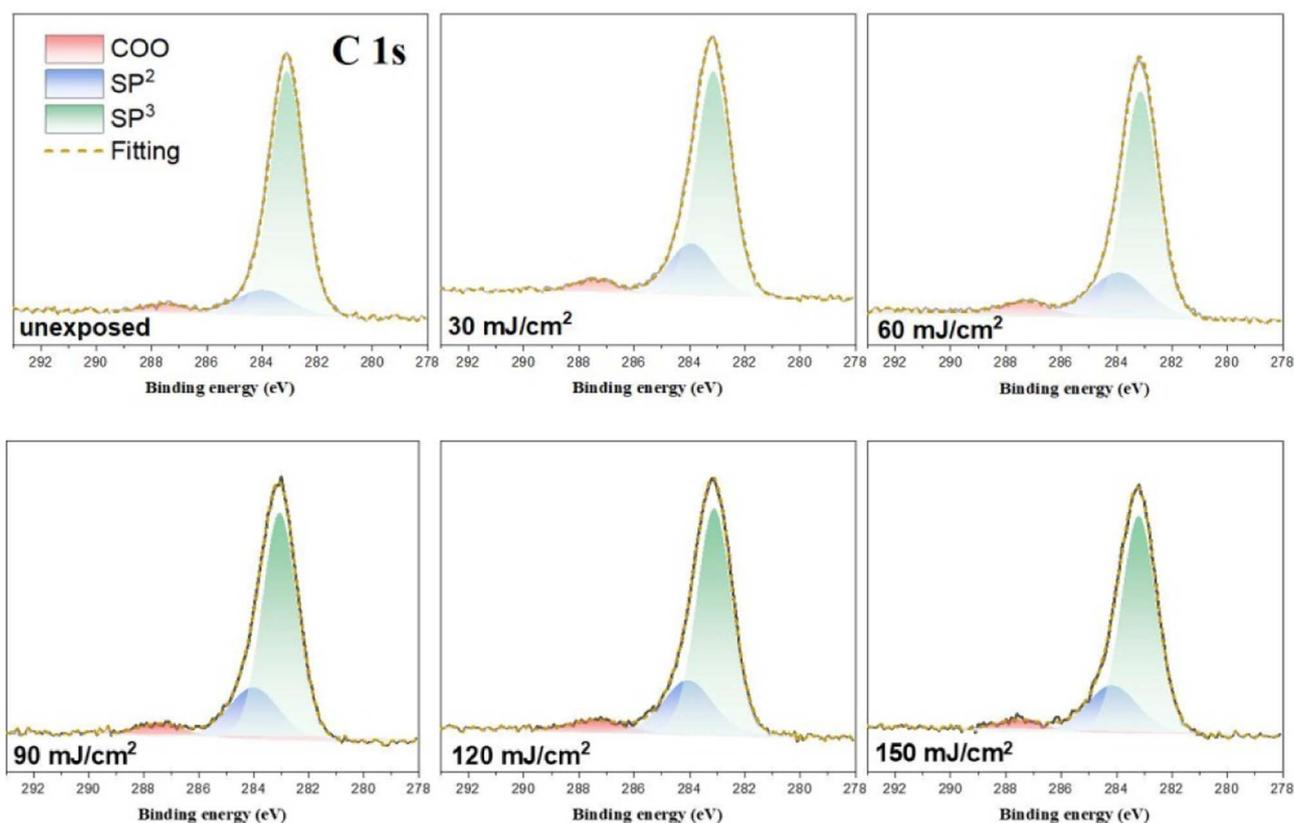 C 1s
COO
SP²
SP³
Fitting
unexposed
292 290 288 286 284 282 280 278
Binding energy (eV)
30 mJ/cm²
292 290 288 286 284 282 280 278
Binding energy (eV)
60 mJ/cm²
292 290 288 286 284 282 280 278
Binding energy (eV)
90 mJ/cm²
292 290 288 286 284 282 280 278
Binding energy (eV)
120 mJ/cm²
292 290 288 286 284 282 280 278
Binding energy (eV)
150 mJ/cm²
292 290 288 286 284 282 280 278
Binding energy (eV)